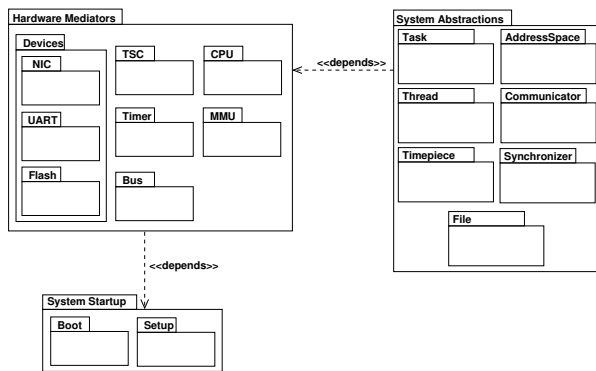 Hardware Mediators
System Abstractions
Devices
TSC
CPU
Task
AddressSpace
NIC
<<depends>>
Thread
Communicator
UART
Timer
MMU
Timepiece
Synchronizer
Flash
Bus
File
<<depends>>
System Startup
Boot
Setup